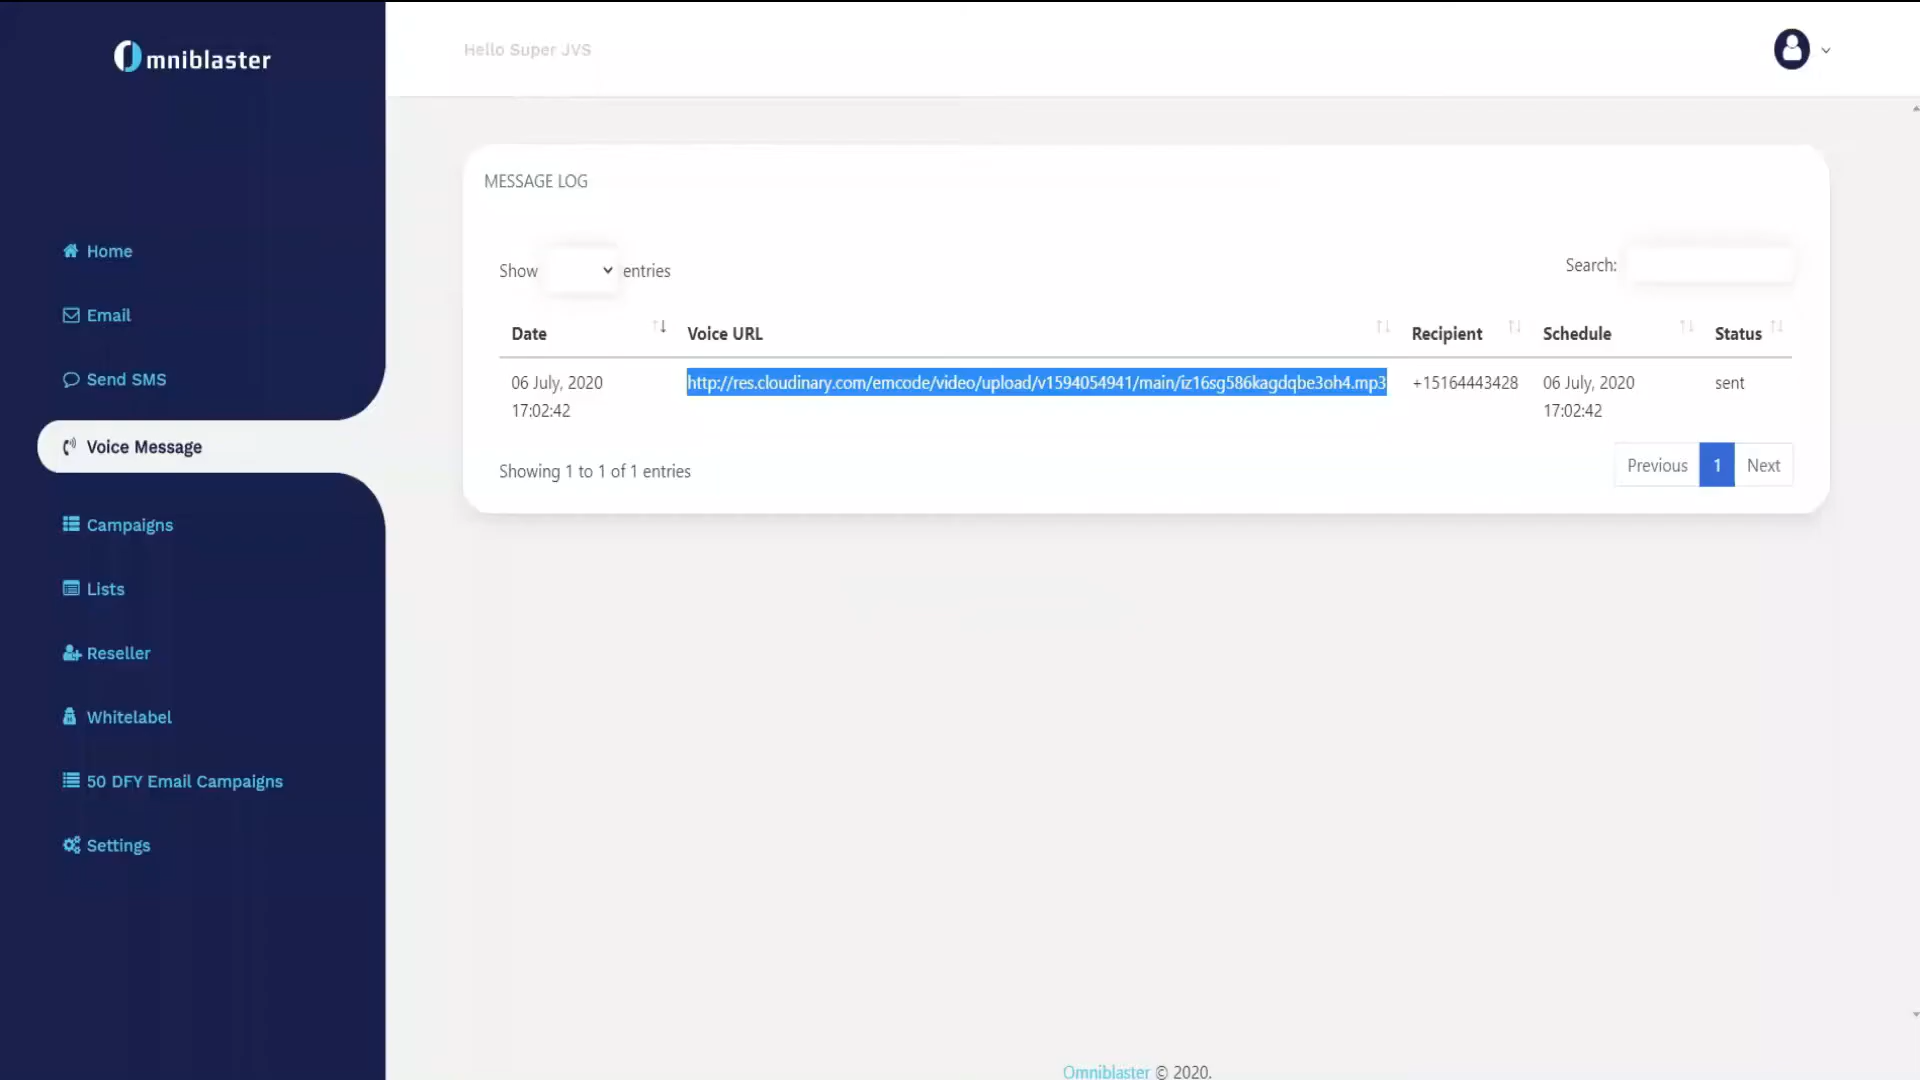 Omniblaster
Hello Super JVS
Home
Email
Send SMS
Voice Message
Campaigns
Lists
Reseller
Whitelabel
50 DFY Email Campaigns
Settings
MESSAGE LOG
Show entries
Search:
Date Voice URL Recipient Schedule Status
06 July, 2020 http://res.cloudinary.com/emcode/video/upload/v1594054941/main/iz16sg586kagdqbe3oh4.mp3 +15164443428 06 July, 2020 sent
17:02:42 17:02:42
Showing 1 to 1 of 1 entries
Previous 1 Next
Omniblaster © 2020.